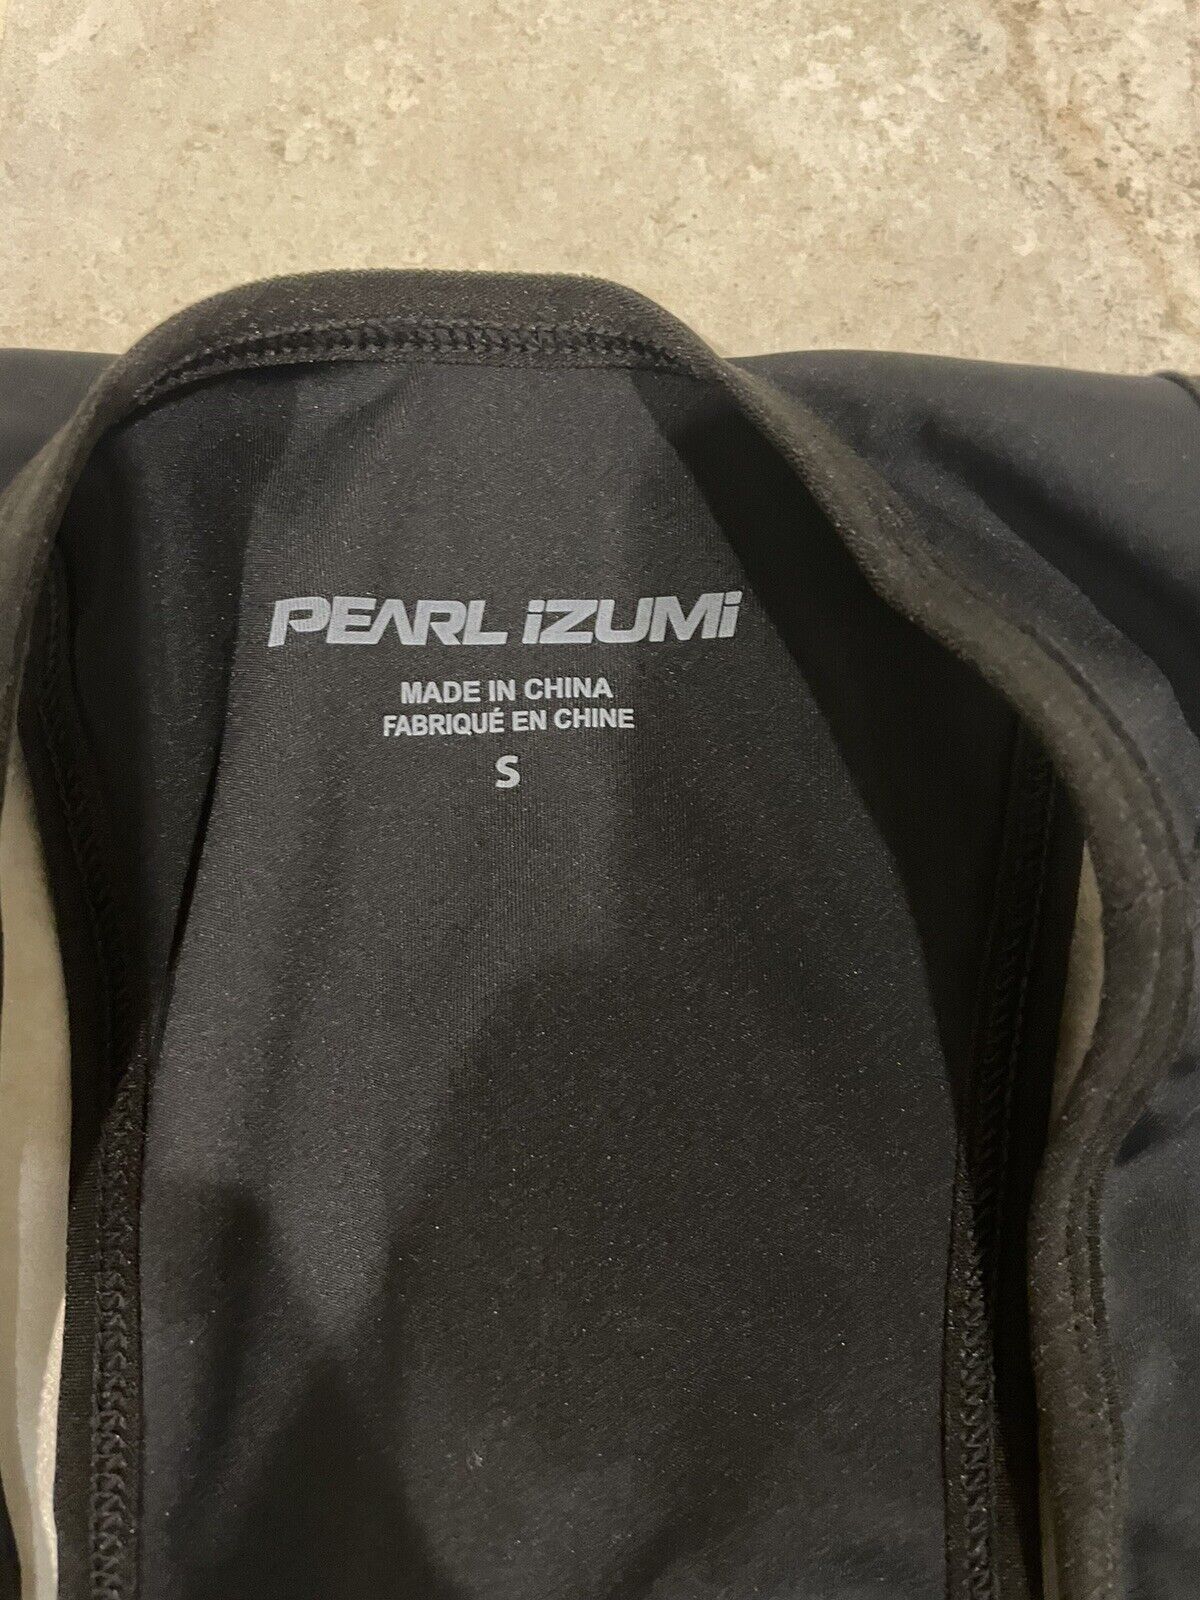 PEARL iZUMi
MADE IN CHINA
FABRIQUÉ EN CHINE
S